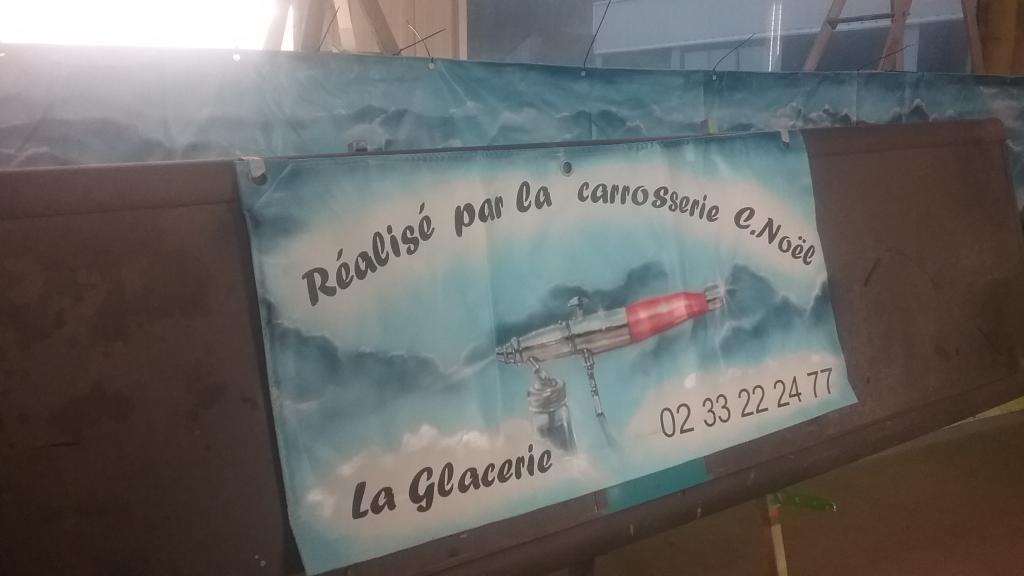 Réalisé par la carrosserie C.Noël
02 33 22 24 77
La Glacerie